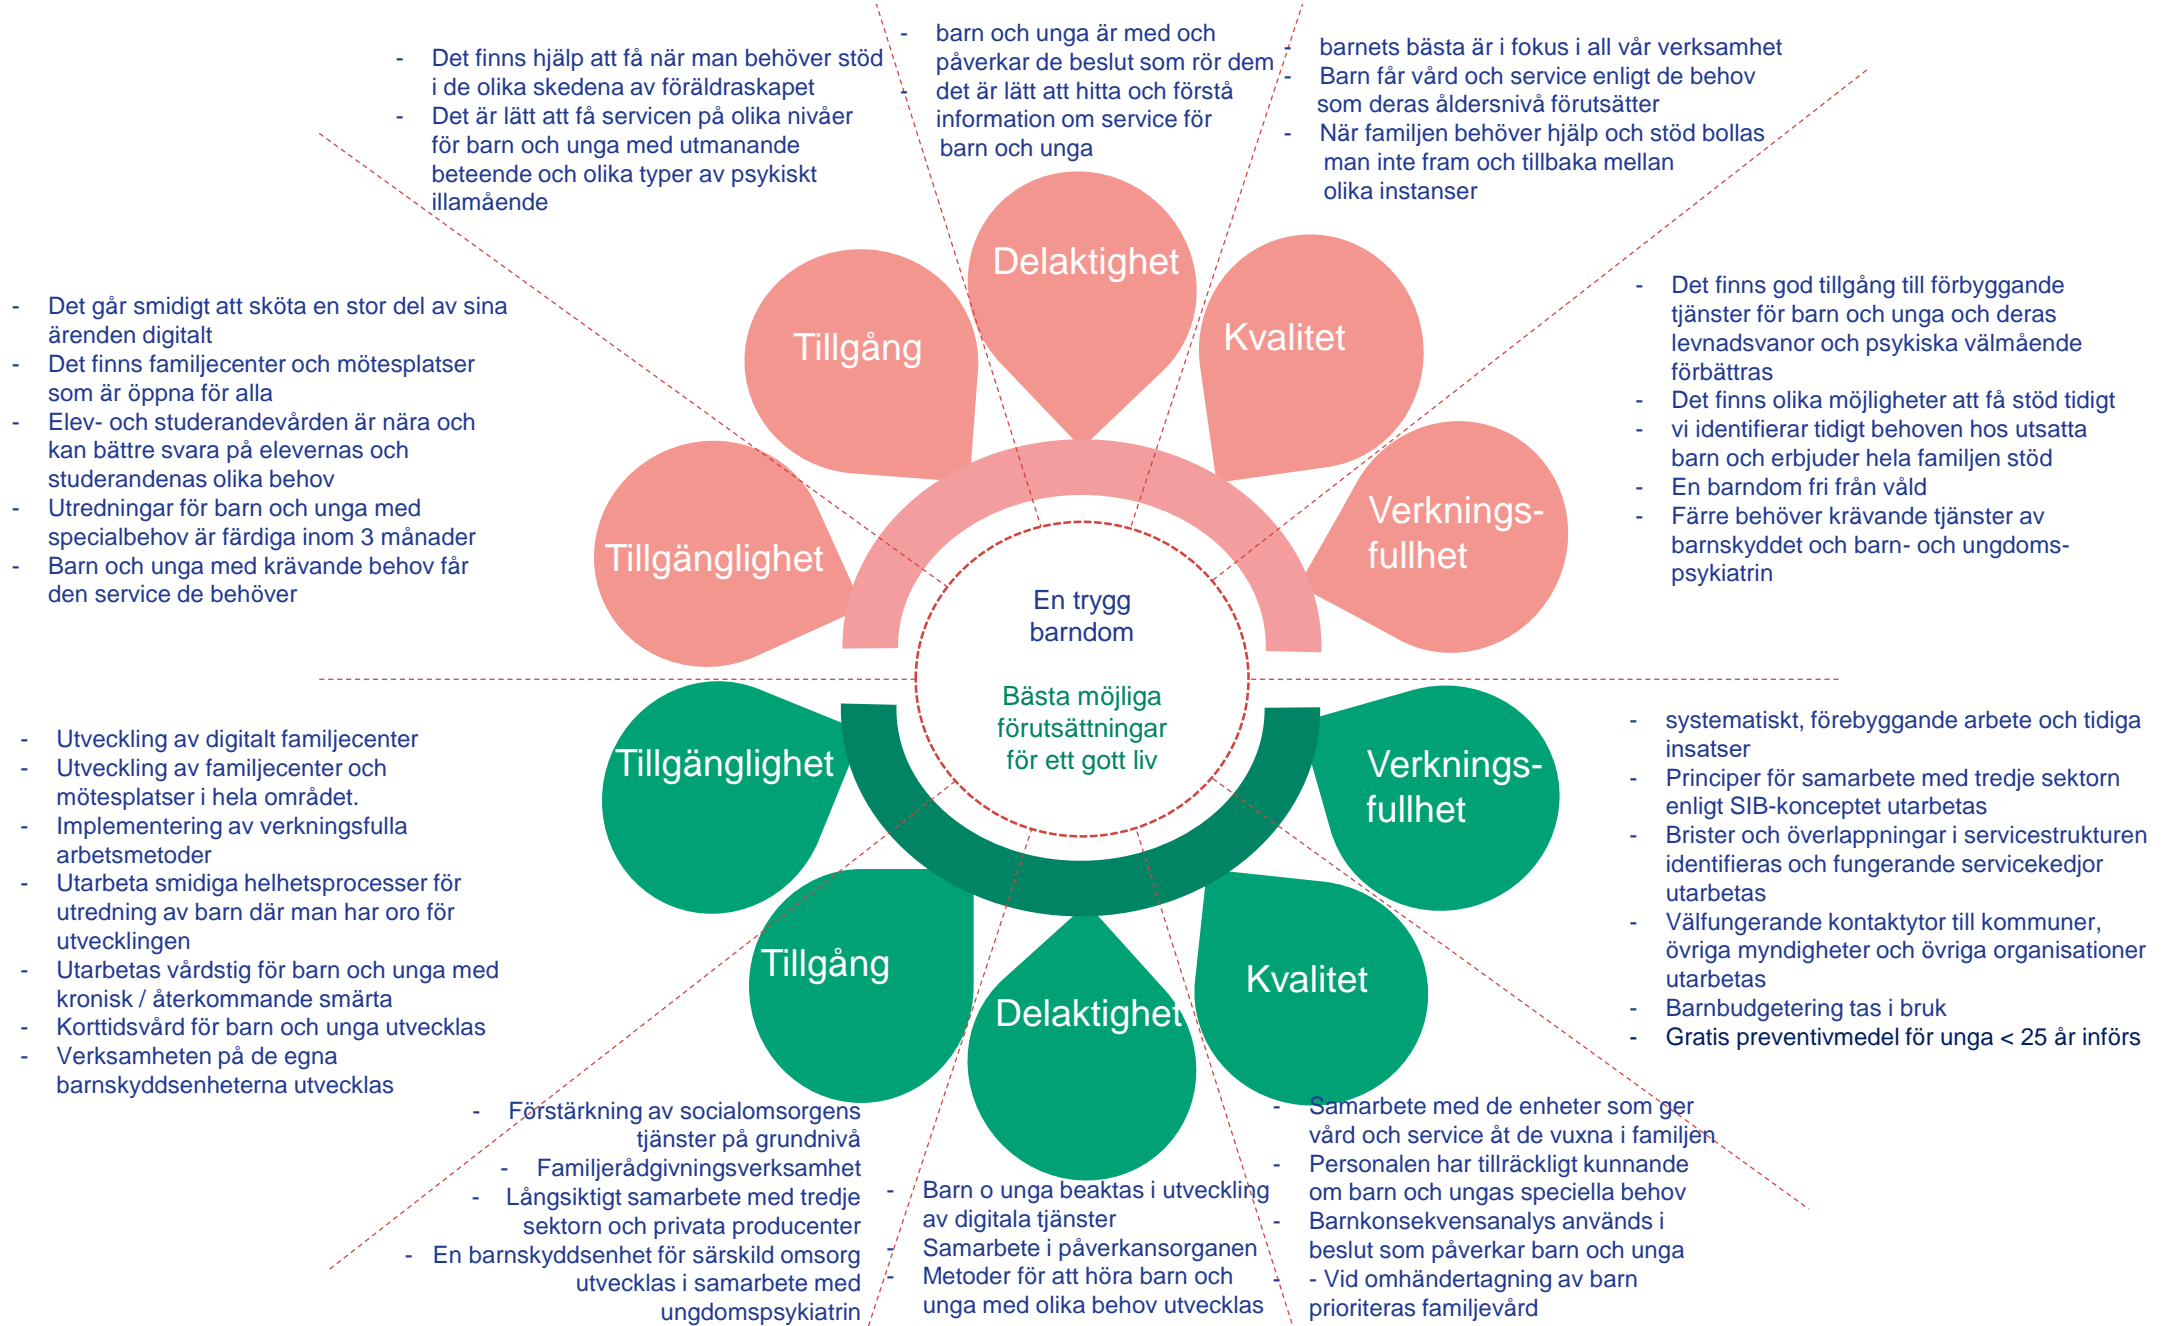 - Det finns hjälp att få när man behöver stöd
i de olika skedena av föräldraskapet
- Det är lätt att få servicen på olika nivåer
för barn och unga med utmanande
beteende och olika typer av psykiskt
illamående
- barn och unga är med och
påverkar de beslut som rör dem
- det är lätt att hitta och förstå
information om service för
barn och unga
- barnets bästa är i fokus i all vår verksamhet
- Barn får vård och service enligt de behov
som deras åldersnivå förutsätter
- När familjen behöver hjälp och stöd bollas
man inte fram och tillbaka mellan
olika instanser
- Det går smidigt att sköta en stor del av sina
ärenden digitalt
- Det finns familjecenter och mötesplatser
som är öppna för alla
- Elev- och studerandevården är nära och
kan bättre svara på elevernas och
studerandenas olika behov
- Utredningar för barn och unga med
specialbehov är färdiga inom 3 månader
- Barn och unga med krävande behov får
den service de behöver
Tillgänglighet
Tillgång
Delaktighet
Kvalitet
Verknings-
fullhet
- Det finns god tillgång till förbyggande
tjänster för barn och unga och deras
levnadsvanor och psykiska välmående
förbättras
- Det finns olika möjligheter att få stöd tidigt
- vi identifierar tidigt behoven hos utsatta
barn och erbjuder hela familjen stöd
- En barndom fri från våld
- Färre behöver krävande tjänster av
barnskyddet och barn- och ungdoms-
psykiatrin
En trygg
barndom
Bästa möjliga
förutsättningar
för ett gott liv
- Utveckling av digitalt familjecenter
- Utveckling av familjecenter och
mötesplatser i hela området.
- Implementering av verkningsfulla
arbetsmetoder
- Utarbeta smidiga helhetsprocesser för
utredning av barn där man har oro för
utvecklingen
- Utarbetas vårdstig för barn och unga med
kronisk / återkommande smärta
- Korttidsvård för barn och unga utvecklas
- Verksamheten på de egna
barnskyddsenheterna utvecklas
Tillgänglighet
Tillgång
Delaktighet
Kvalitet
Verknings-
fullhet
- systematiskt, förebyggande arbete och tidiga
insatser
- Principer för samarbete med tredje sektorn
enligt SIB-konceptet utarbetas
- Brister och överlappningar i servicestrukturen
identifieras och fungerande servicekedjor
utarbetas
- Välfungerande kontaktytor till kommuner,
övriga myndigheter och övriga organisationer
utarbetas
- Barnbudgetering tas i bruk
- Gratis preventivmedel för unga < 25 år införs
- Förstärkning av socialomsorgens
tjänster på grundnivå
- Familjerådgivningsverksamhet
- Långsiktigt samarbete med tredje
sektorn och privata producenter
- En barnskyddsenhet för särskild omsorg
utvecklas i samarbete med
ungdomspsykiatrin
- Barn o unga beaktas i utveckling
av digitala tjänster
- Samarbete i påverkansorganen
- Metoder för att höra barn och
unga med olika behov utvecklas
- Samarbete med de enheter som ger
vård och service åt de vuxna i familjen
- Personalen har tillräckligt kunnande
om barn och ungas speciella behov
- Barnkonsekvensanalys används i
beslut som påverkar barn och unga
- - Vid omhändertagning av barn
prioriteras familjevård